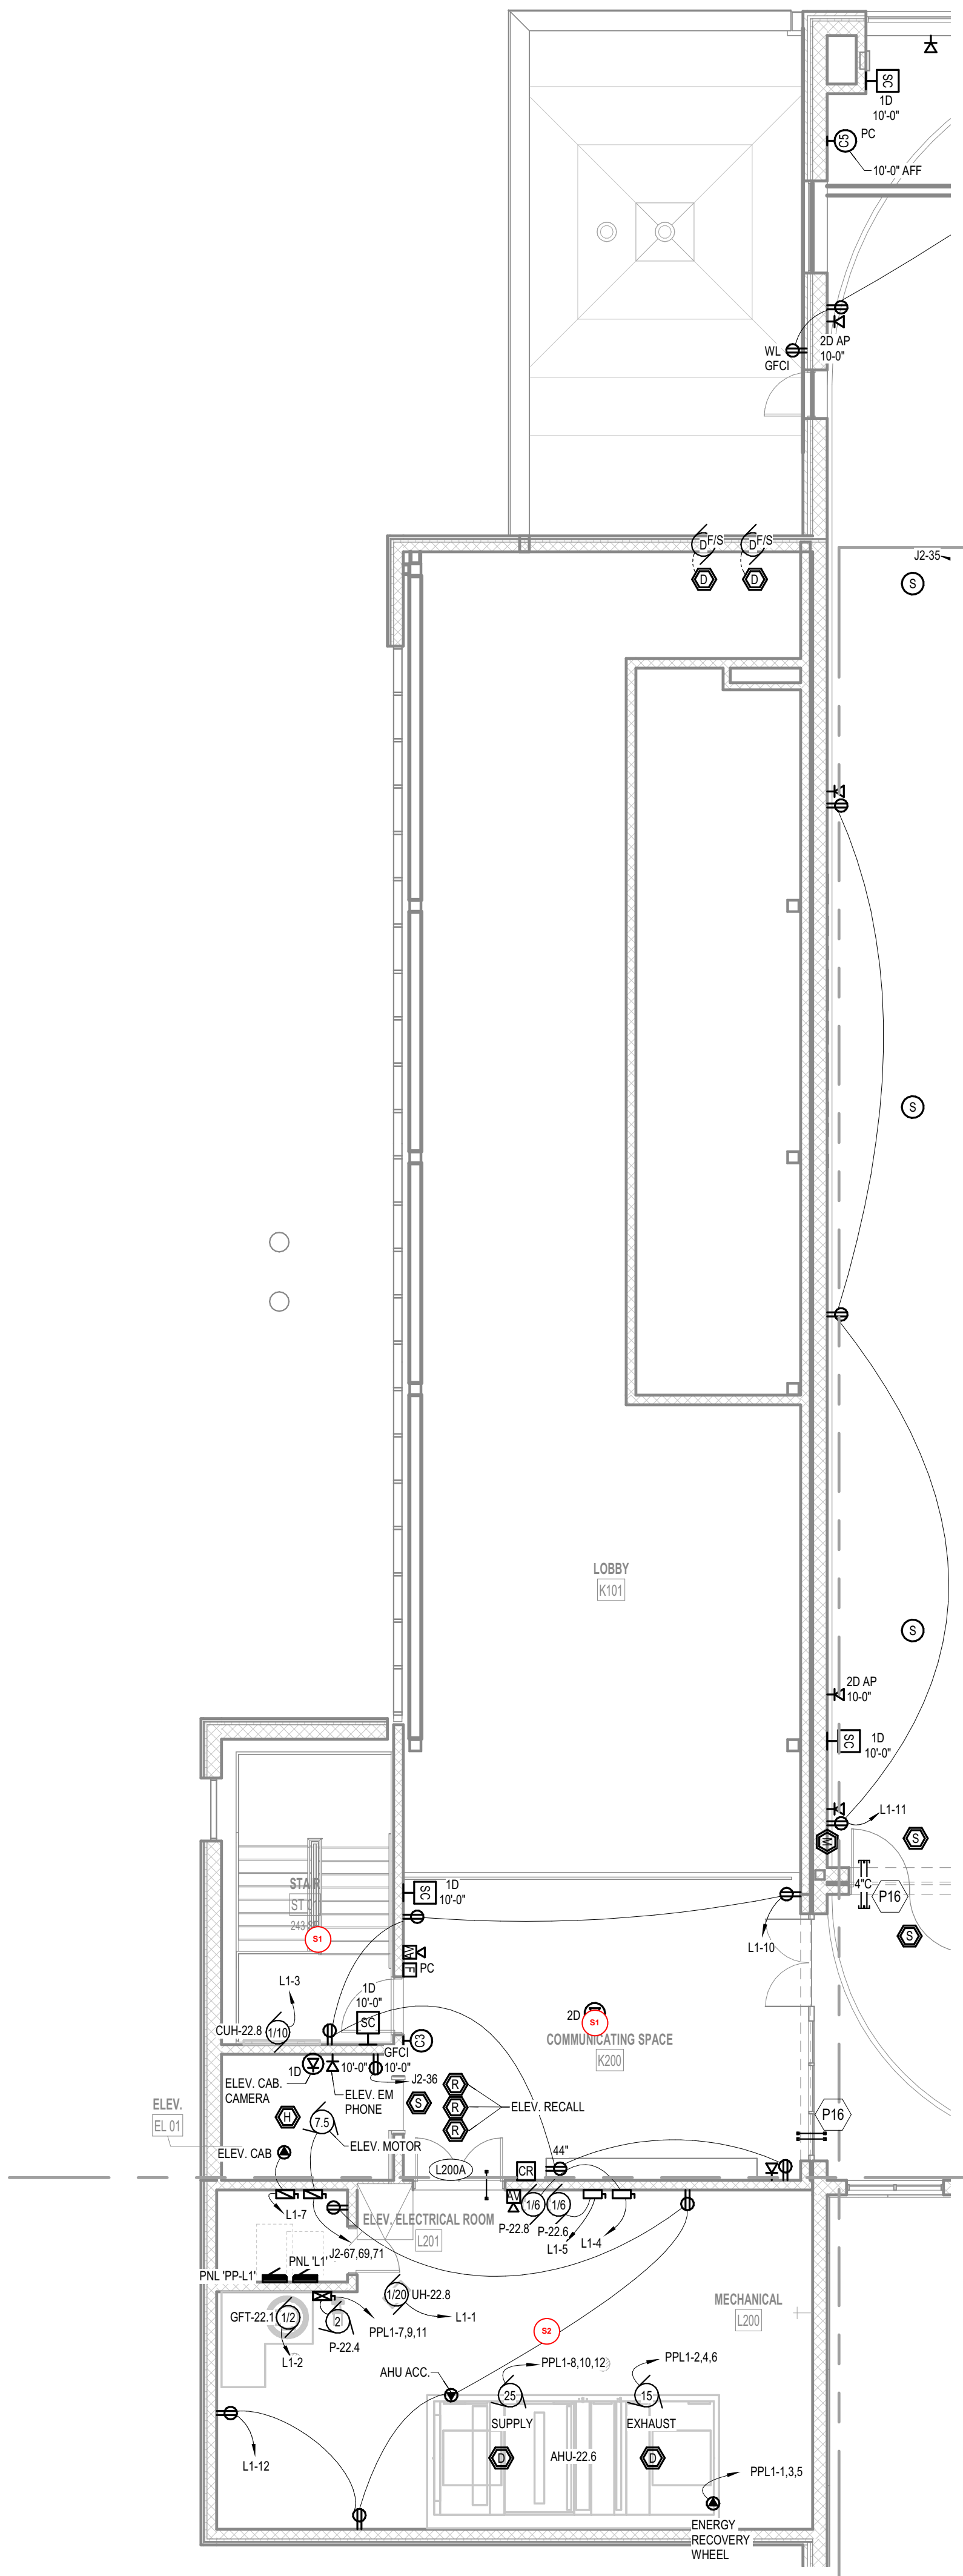 SC
1D
10'-0"
C5
PC
10'-0" AFF
2D AP
10-0"
WL
GFCI
D
F/S
D
F/S
D
D
J2-35
S
S
LOBBY
K101
S
2D AP
10-0"
SC
1D
10'-0"
L1-11
M
S
4"C
P16
S
STAIR
S1
SC
1D
10'-0"
L1-10
AV
F
PC
L1-3
1D
10'-0"
SC
2D
S1
COMMUNICATING SPACE
K200
CUH-22.8
1/10
GFCI
10'-0"
10'-0"
C3
1D
ELEV. CAB.
CAMERA
ELEV. EM
PHONE
J2-36
S
R
R
R
ELEV. RECALL
ELEV.
EL 01
H
7.5
ELEV. MOTOR
ELEV. CAB
P16
L200A
CR
44"
L1-7
AV
1/6
1/6
P-22.8
P-22.6
L1-5
L1-4
ELEV. ELECTRICAL ROOM
L201
J2-67,69,71
PNL 'PP-L1'
PNL 'L1'
1/20
UH-22.8
L1-1
MECHANICAL
L200
GFT-22.1
1/2
2
P-22.4
PPL1-7,9,11
L1-2
S2
AHU ACC.
PPL1-8,10,12
PPL1-2,4,6
25
15
SUPPLY
EXHAUST
D
AHU-22.6
D
L1-12
PPL1-1,3,5
ENERGY
RECOVERY
WHEEL